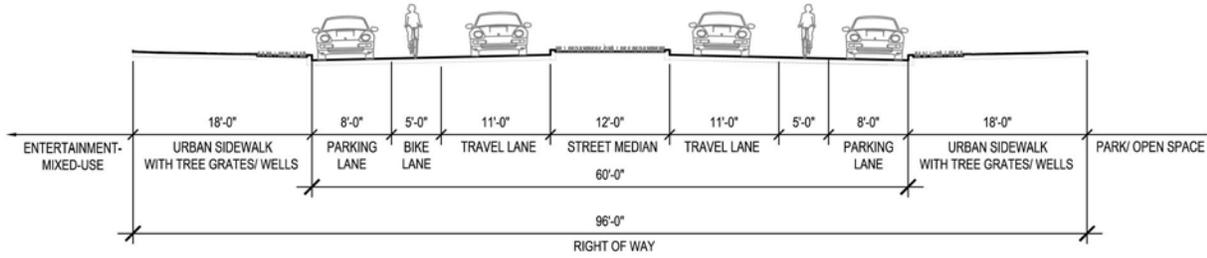 18'-0"
8'-0"
5'-0"
11'-0"
12'-0"
11'-0"
5'-0"
8'-0"
18'-0"
ENTERTAINMENT-
MIXED-USE
URBAN SIDEWALK
WITH TREE GRATES/ WELLS
PARKING
LANE
BIKE
LANE
TRAVEL LANE
STREET MEDIAN
TRAVEL LANE
PARKING
LANE
URBAN SIDEWALK
WITH TREE GRATES/ WELLS
PARK/ OPEN SPACE
60'-0"
96'-0"
RIGHT OF WAY